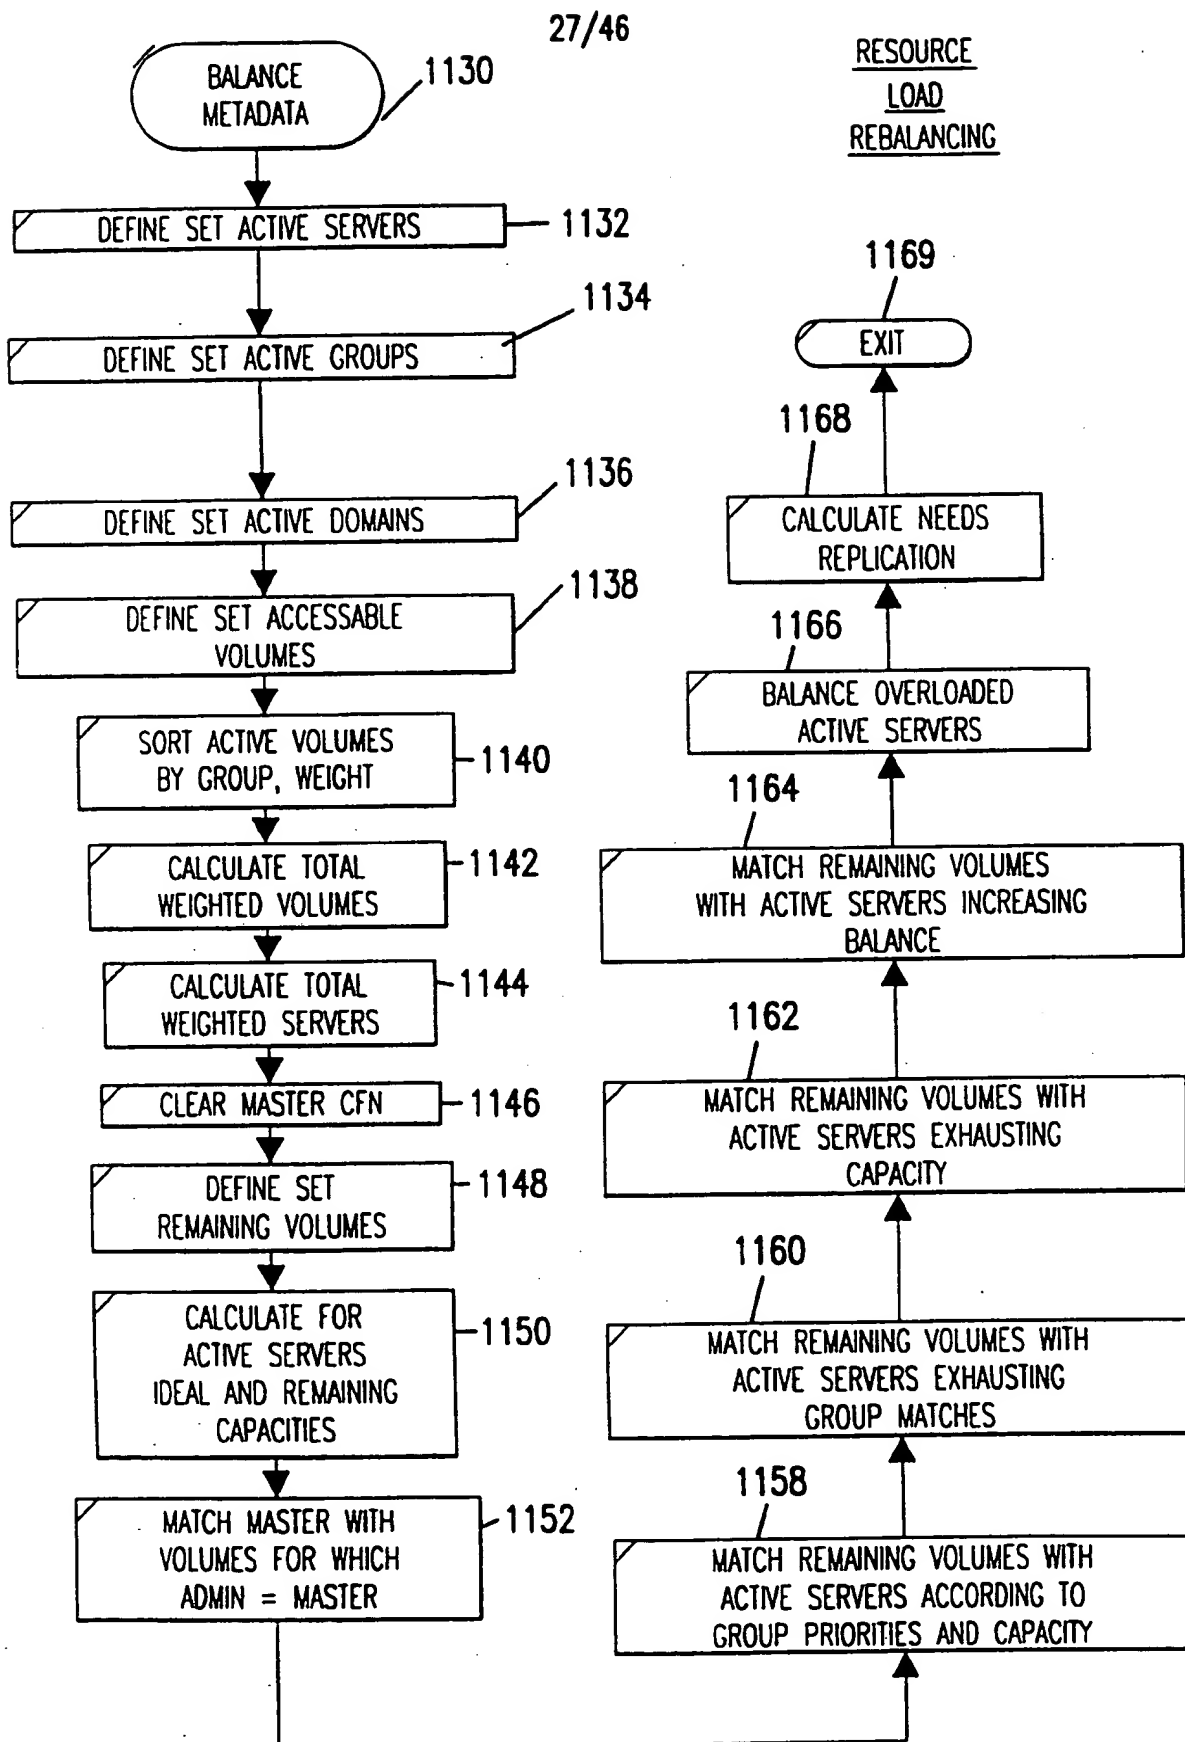 27/46
RESOURCE
LOAD
REBALANCING
BALANCE
METADATA
1130
DEFINE SET ACTIVE SERVERS
1132
DEFINE SET ACTIVE GROUPS
1134
DEFINE SET ACTIVE DOMAINS
1136
DEFINE SET ACCESSABLE
VOLUMES
1138
SORT ACTIVE VOLUMES
BY GROUP, WEIGHT
1140
CALCULATE TOTAL
WEIGHTED VOLUMES
1142
CALCULATE TOTAL
WEIGHTED SERVERS
1144
CLEAR MASTER CFN
1146
DEFINE SET
REMAINING VOLUMES
1148
CALCULATE FOR
ACTIVE SERVERS
IDEAL AND REMAINING
CAPACITIES
1150
MATCH MASTER WITH
VOLUMES FOR WHICH
ADMIN = MASTER
1152
1158
MATCH REMAINING VOLUMES WITH
ACTIVE SERVERS ACCORDING TO
GROUP PRIORITIES AND CAPACITY
1160
MATCH REMAINING VOLUMES WITH
ACTIVE SERVERS EXHAUSTING
GROUP MATCHES
1162
MATCH REMAINING VOLUMES WITH
ACTIVE SERVERS EXHAUSTING
CAPACITY
1164
MATCH REMAINING VOLUMES
WITH ACTIVE SERVERS INCREASING
BALANCE
1166
BALANCE OVERLOADED
ACTIVE SERVERS
1168
CALCULATE NEEDS
REPLICATION
1169
EXIT